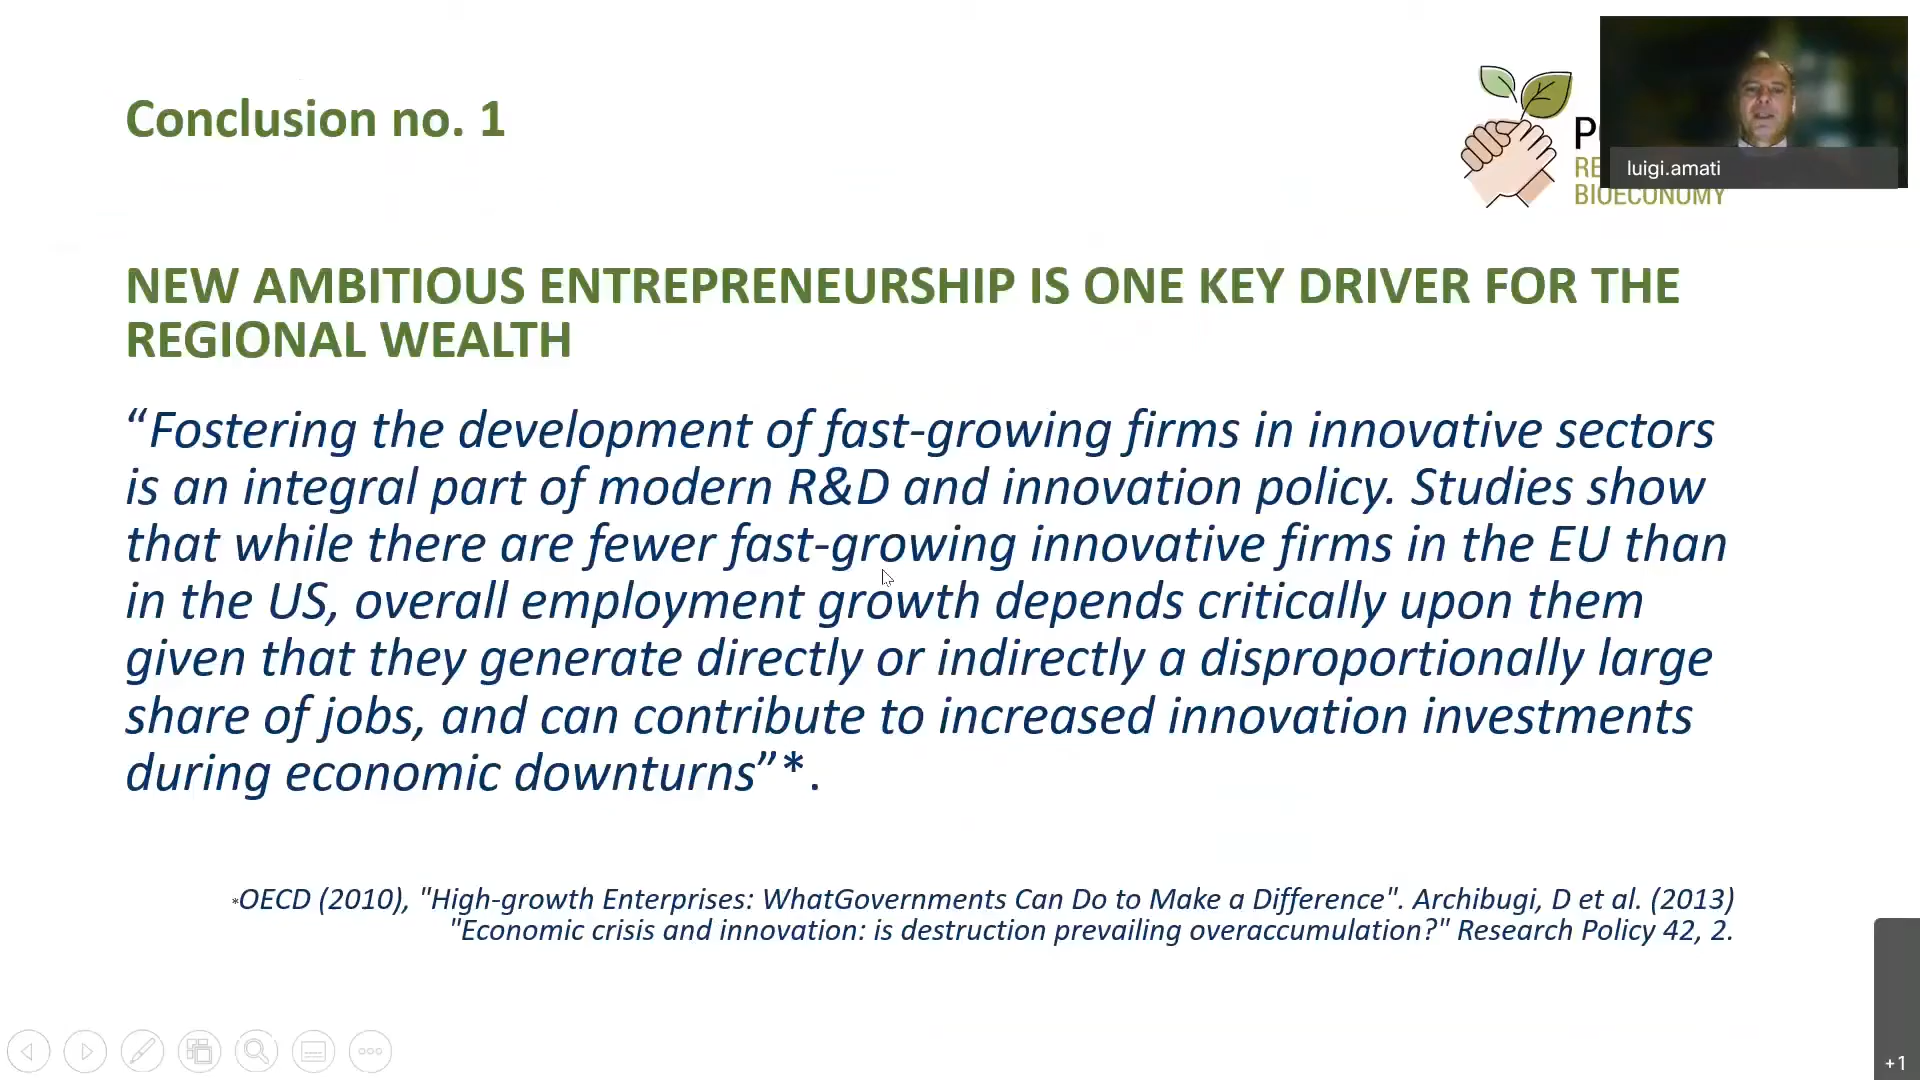 Conclusion no. 1
BIOECONOMY
luigi.amati
NEW AMBITIOUS ENTREPRENEURSHIP IS ONE KEY DRIVER FOR THE
REGIONAL WEALTH
“Fostering the development of fast-growing firms in innovative sectors
is an integral part of modern R&D and innovation policy. Studies show
that while there are fewer fast-growing innovative firms in the EU than
in the US, overall employment growth depends critically upon them
given that they generate directly or indirectly a disproportionally large
share of jobs, and can contribute to increased innovation investments
during economic downturns”*.
*OECD (2010), "High-growth Enterprises: WhatGovernments Can Do to Make a Difference". Archibugi, D et al. (2013)
"Economic crisis and innovation: is destruction prevailing overaccumulation?" Research Policy 42, 2.
+1